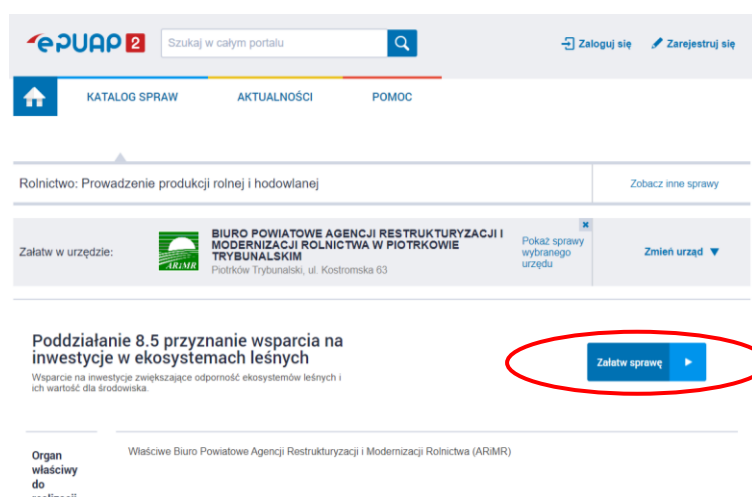 ePUAP 2
Szukaj w całym portalu
Zaloguj się
Zarejestruj się
KATALOG SPRAW
AKTUALNOŚCI
POMOC
Rolnictwo: Prowadzenie produkcji rolnej i hodowlanej
Zobacz inne sprawy
Załatw w urzędzie:
ARiMR
BIURO POWIATOWE AGENCJI RESTRUKTURYZACJI I
MODERNIZACJI ROLNICTWA W PIOTRKOWIE
TRYBUNALSKIM
Piotrków Trybunalski, ul. Kostromska 63
Pokaż sprawy
wybranego
urzędu
Zmień urząd
Poddziałanie 8.5 przyznanie wsparcia na
inwestycje w ekosystemach leśnych
Wsparcie na inwestycje zwiększające odporność ekosystemów leśnych i
ich wartość dla środowiska.
Załatw sprawę
Organ
właściwy
do
realizacji
Właściwe Biuro Powiatowe Agencji Restrukturyzacji i Modernizacji Rolnictwa (ARiMR)